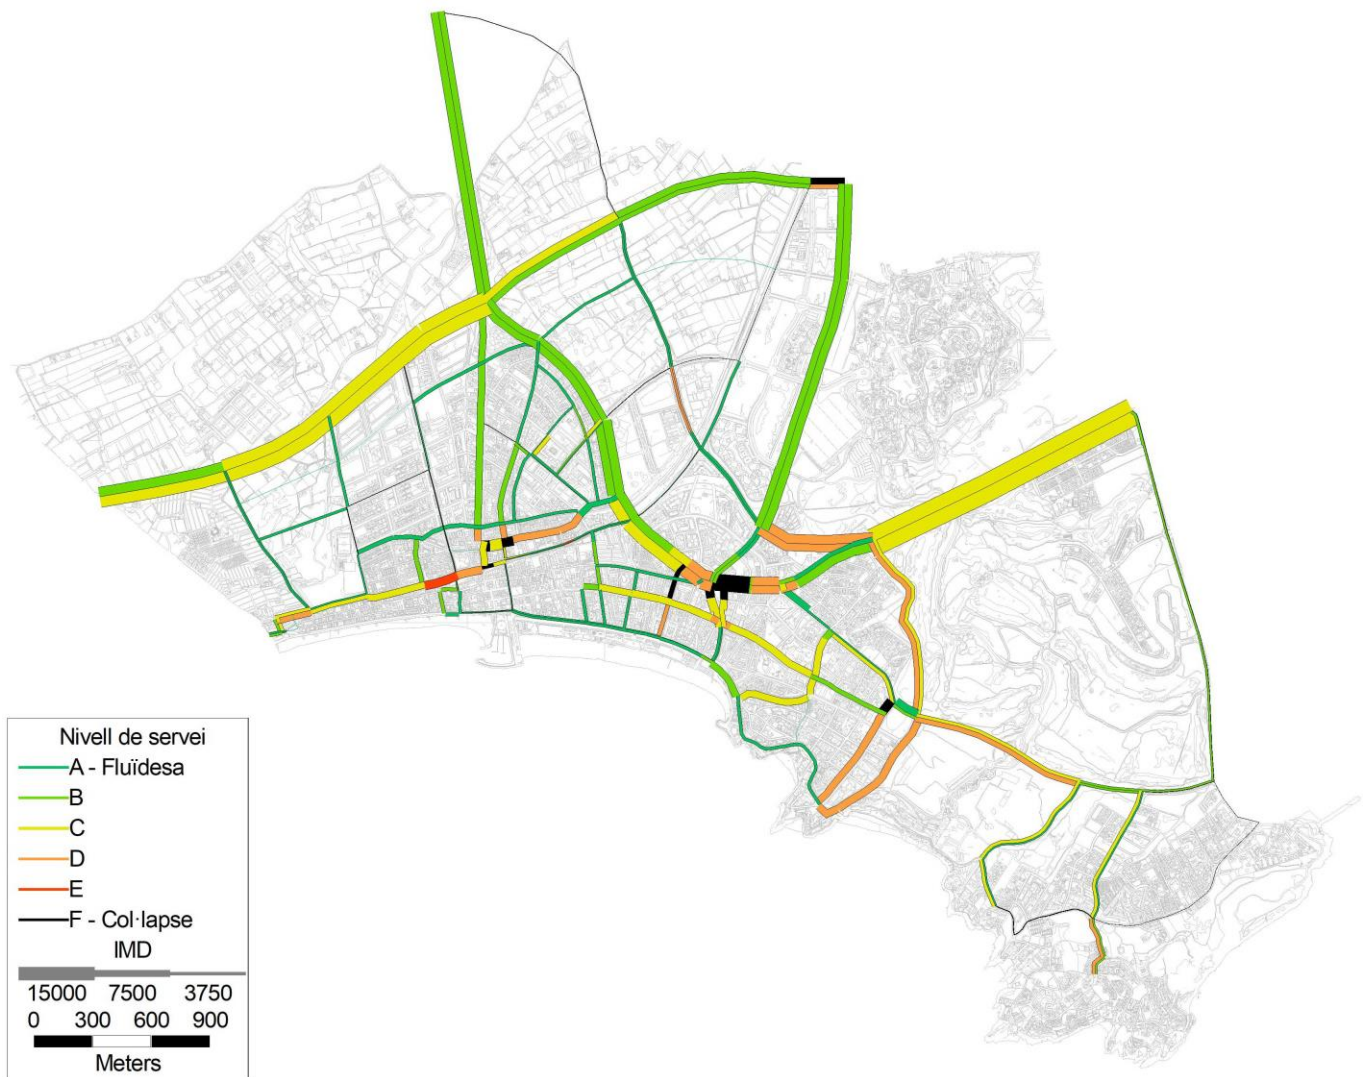 Nivell de servei
A - Fluïdesa
B
C
D
E
F - Col·lapse
IMD
15000 7500 3750
0 300 600 900
Meters